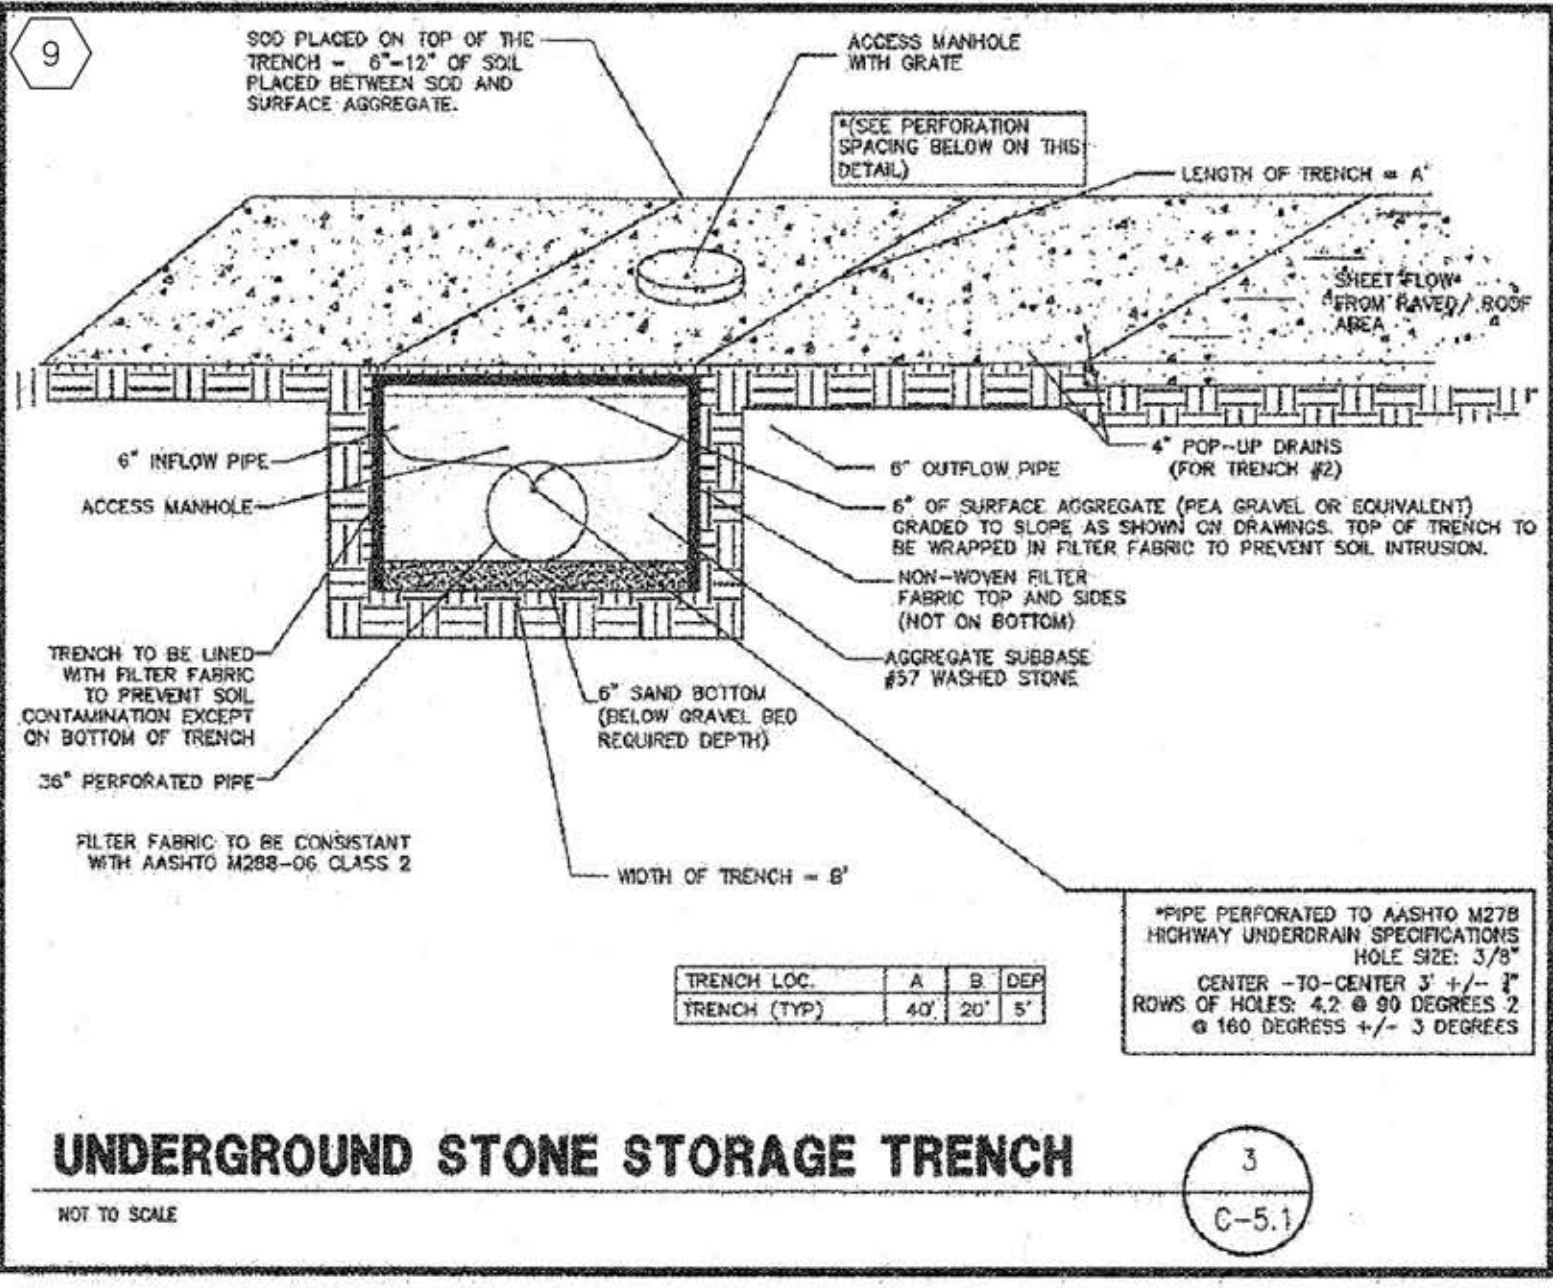 9
SOD PLACED ON TOP OF THE
TRENCH - 6"-12" OF SOIL
PLACED BETWEEN SOD AND
SURFACE AGGREGATE.
ACCESS MANHOLE
WITH GRATE
*(SEE PERFORATION
SPACING BELOW ON THIS
DETAIL)
LENGTH OF TRENCH = A'
SHEET FLOW
FROM PAVED/ ROOF
AREA
6" INFLOW PIPE
ACCESS MANHOLE
6" OUTFLOW PIPE
4" POP-UP DRAINS
(FOR TRENCH #2)
6" OF SURFACE AGGREGATE (PEA GRAVEL OR EQUIVALENT)
GRADED TO SLOPE AS SHOWN ON DRAWINGS. TOP OF TRENCH TO
BE WRAPPED IN FILTER FABRIC TO PREVENT SOIL INTRUSION.
NON-WOVEN FILTER
FABRIC TOP AND SIDES
(NOT ON BOTTOM)
AGGREGATE SUBBASE
#57 WASHED STONE
TRENCH TO BE LINED
WITH FILTER FABRIC
TO PREVENT SOIL
CONTAMINATION EXCEPT
ON BOTTOM OF TRENCH
6" SAND BOTTOM
(BELOW GRAVEL BED
REQUIRED DEPTH)
36" PERFORATED PIPE
FILTER FABRIC TO BE CONSISTANT
WITH AASHTO M288-06 CLASS 2
WIDTH OF TRENCH = B'
*PIPE PERFORATED TO AASHTO M278
HIGHWAY UNDERDRAIN SPECIFICATIONS
HOLE SIZE: 3/8"
CENTER -TO-CENTER 3' +/-
ROWS OF HOLES: 4,2 @ 90 DEGREES 2
@ 160 DEGRESS +/- 3 DEGREES
TRENCH LOC. A B DEP
TRENCH (TYP) 40' 20' 5'
UNDERGROUND STONE STORAGE TRENCH
NOT TO SCALE
3
C-5.1